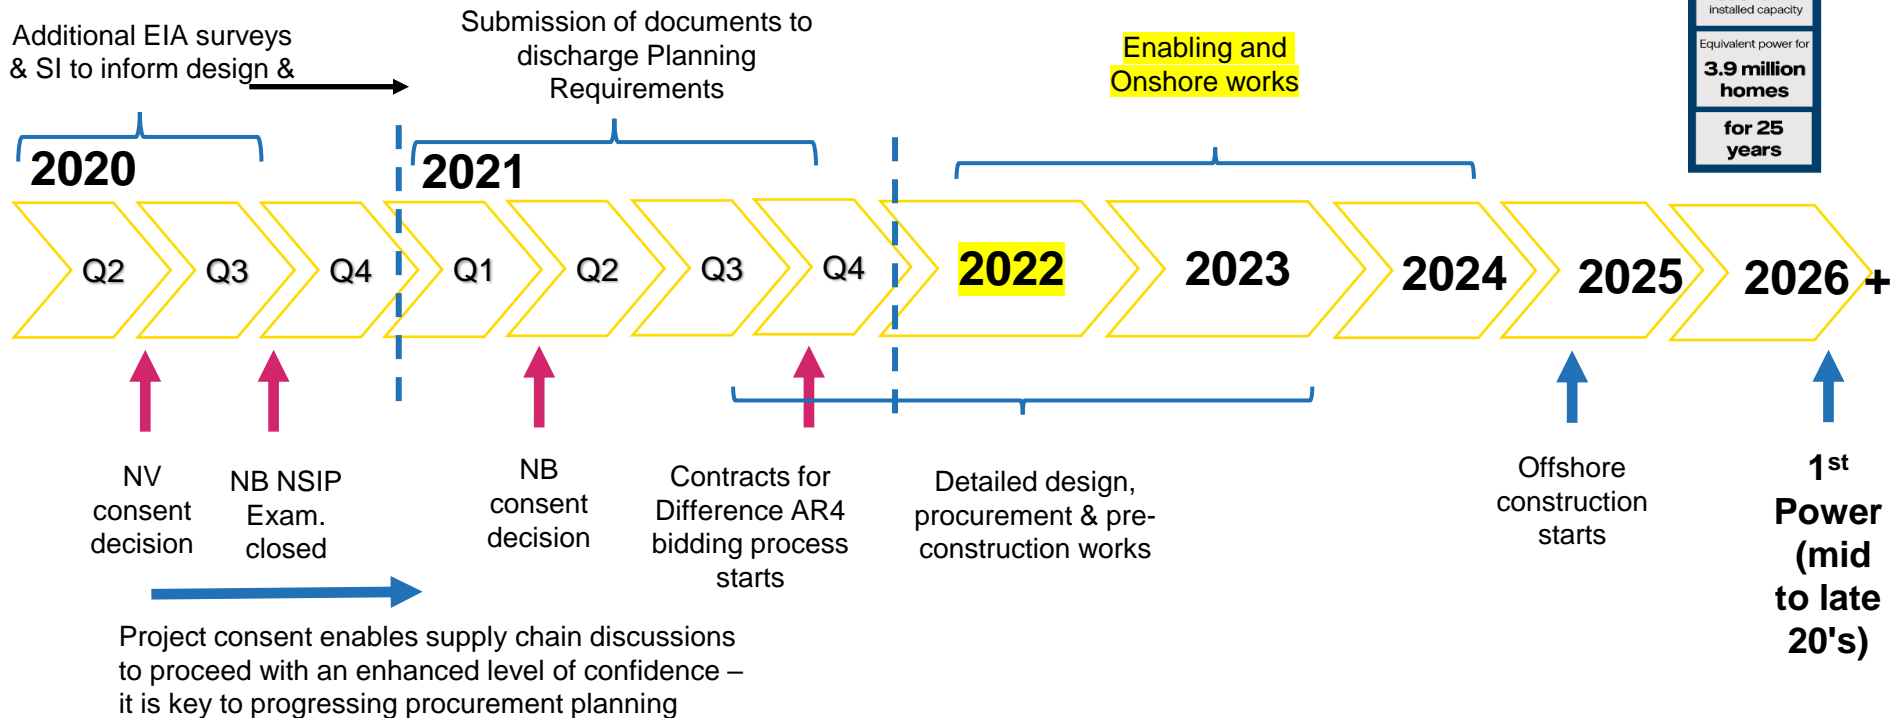 Additional EIA surveys
& SI to inform design &
Submission of documents to
discharge Planning
Requirements
Enabling and
Onshore works
installed capacity
Equivalent power for
3.9 million
homes
for 25
years
2020
2021
Q2
Q3
Q4
Q1
Q2
Q3
Q4
2022
2023
2024
2025
2026 +
NV
consent
decision
NB NSIP
Exam.
closed
NB
consent
decision
Contracts for
Difference AR4
bidding process
starts
Detailed design,
procurement & pre-
construction works
Offshore
construction
starts
1st
Power
(mid
to late
20's)
Project consent enables supply chain discussions
to proceed with an enhanced level of confidence –
it is key to progressing procurement planning